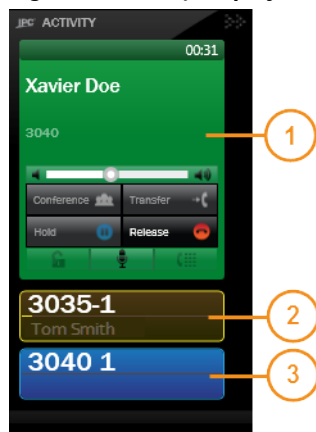 JPC ACTIVITY
00:31
Xavier Doe
3040
1
Conference Transfer
Hold Release
3035-1
Tom Smith
2
3040 1
3